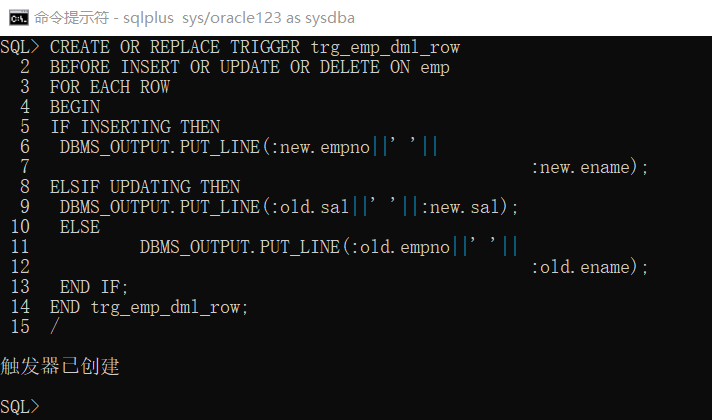 命令提示符 - sqlplus  sys/oracle123 as sysdba
SQL> CREATE OR REPLACE TRIGGER trg_emp_dml_row
  2  BEFORE INSERT OR UPDATE OR DELETE ON emp
  3  FOR EACH ROW
  4  BEGIN
  5  IF INSERTING THEN
  6   DBMS_OUTPUT.PUT_LINE(:new.empno||' '||
  7                                                  :new.ename);
  8  ELSIF UPDATING THEN
  9   DBMS_OUTPUT.PUT_LINE(:old.sal||' '||:new.sal);
 10   ELSE
 11           DBMS_OUTPUT.PUT_LINE(:old.empno||' '||
 12                                                  :old.ename);
 13   END IF;
 14  END trg_emp_dml_row;
 15  /
触发器已创建
SQL>